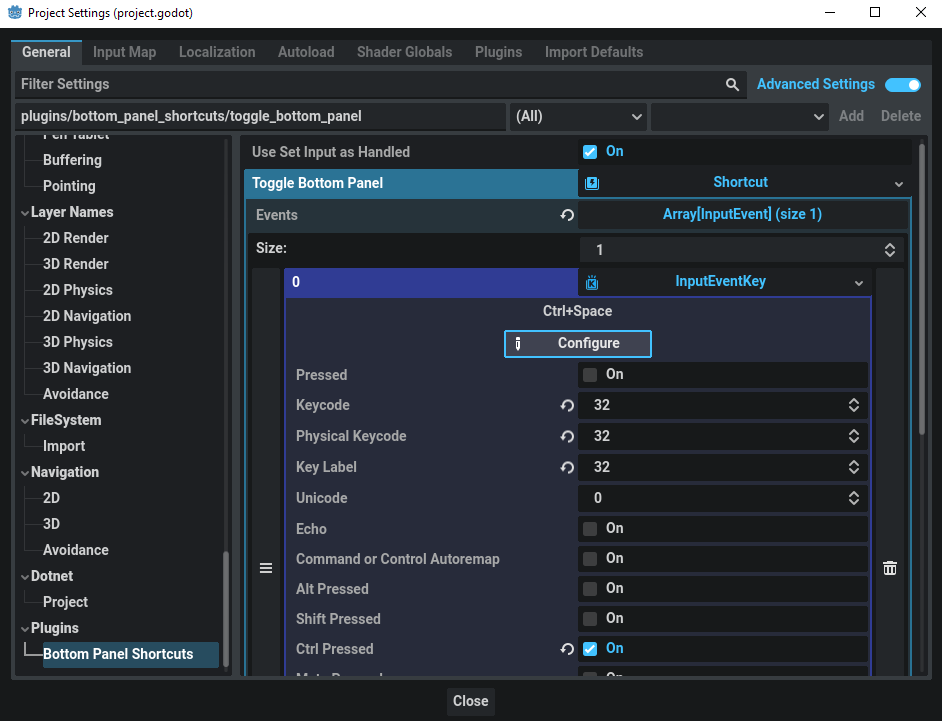 Project Settings (project.godot)
General Input Map Localization Autoload Shader Globals Plugins Import Defaults
Filter Settings Advanced Settings
plugins/bottom_panel_shortcuts/toggle_bottom_panel (All) Add Delete
Pen Tablet
Buffering
Pointing
Layer Names
2D Render
3D Render
2D Physics
2D Navigation
3D Physics
3D Navigation
Avoidance
FileSystem
Import
Navigation
2D
3D
Avoidance
Dotnet
Project
Plugins
Bottom Panel Shortcuts
Use Set Input as Handled On
Toggle Bottom Panel Shortcut
Events Array[InputEvent] (size 1)
Size: 1
0 InputEventKey
Ctrl+Space
Configure
Pressed On
Keycode 32
Physical Keycode 32
Key Label 32
Unicode 0
Echo On
Command or Control Autoremap On
Alt Pressed On
Shift Pressed On
Ctrl Pressed On
Meta Pressed On
Close